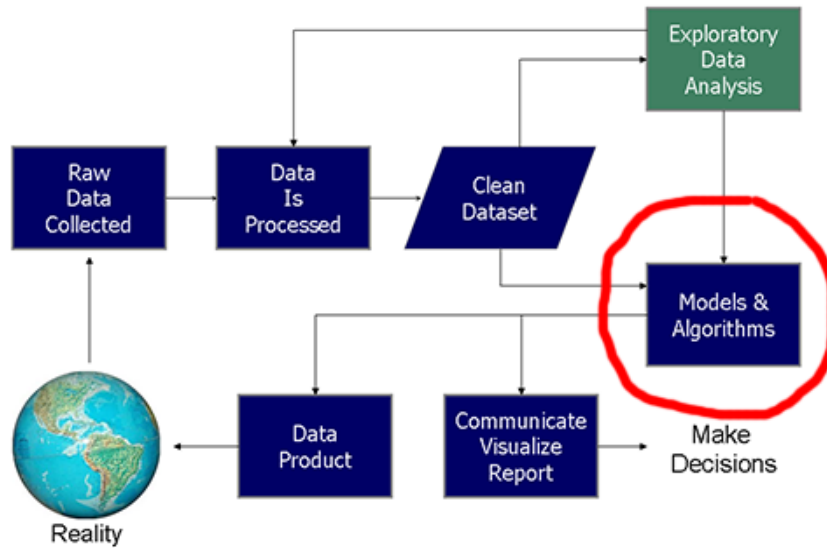 Exploratory
Data
Analysis
Raw
Data
Collected
Data
Is
Processed
Clean
Dataset
Models &
Algorithms
Data
Product
Communicate
Visualize
Report
Make
Decisions
Reality